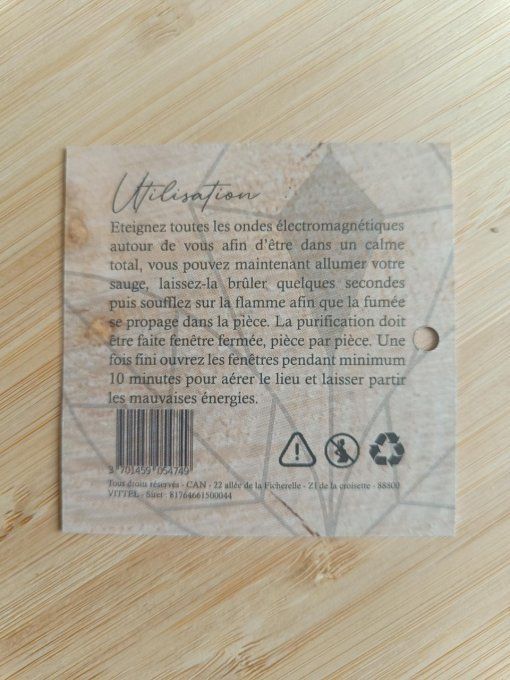 Utilisation
Eteignez toutes les ondes électromagnétiques
autour de vous afin d'être dans un calme
total, vous pouvez maintenant allumer votre
sauge, laissez-la brûler quelques secondes
puis soufflez sur la flamme afin que la fumée
se propage dans la pièce. La purification doit
être faite fenêtre fermée, pièce par pièce. Une
fois fini ouvrez les fenêtres pendant minimum
10 minutes pour aérer le lieu et laisser partir
les mauvaises énergies.
3 701459 054749
Tous droits réservés - CAN - 22 allée de la Ficherelle - ZI de la croisette - 88800
VITTEL - Siret : 81764661500044